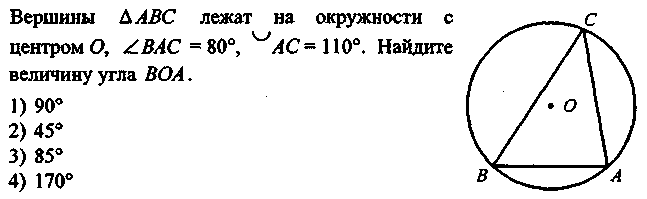 Вершины ΔABC лежат на окружности с
центром O, ∠BAC = 80°, ◡AC = 110°. Найдите
величину угла BOA.
1) 90°
2) 45°
3) 85°
4) 170°
C
O
B
A